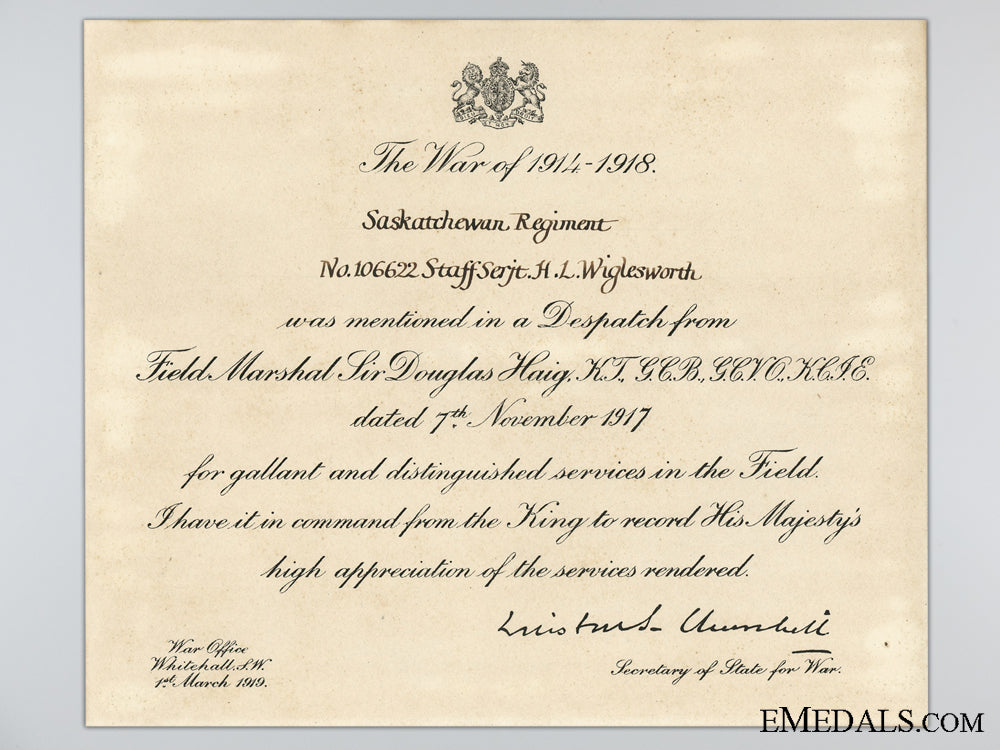 The War of 1914-1918.
Saskatchewan Regiment
No. 106622 Staff Serjt. H. L. Wiglesworth
was mentioned in a Despatch from
Field Marshal Sir Douglas Haig, K.T., G.C.B., G.C.V.O., K.C.I.E.
dated 7th. November 1917
for gallant and distinguished services in the Field.
I have it in command from the King to record His Majesty's
high appreciation of the services rendered.
Winston S. Churchill
War Office
Whitehall. S.W.
1st. March 1919.
Secretary of State for War.
EMEDALS.COM